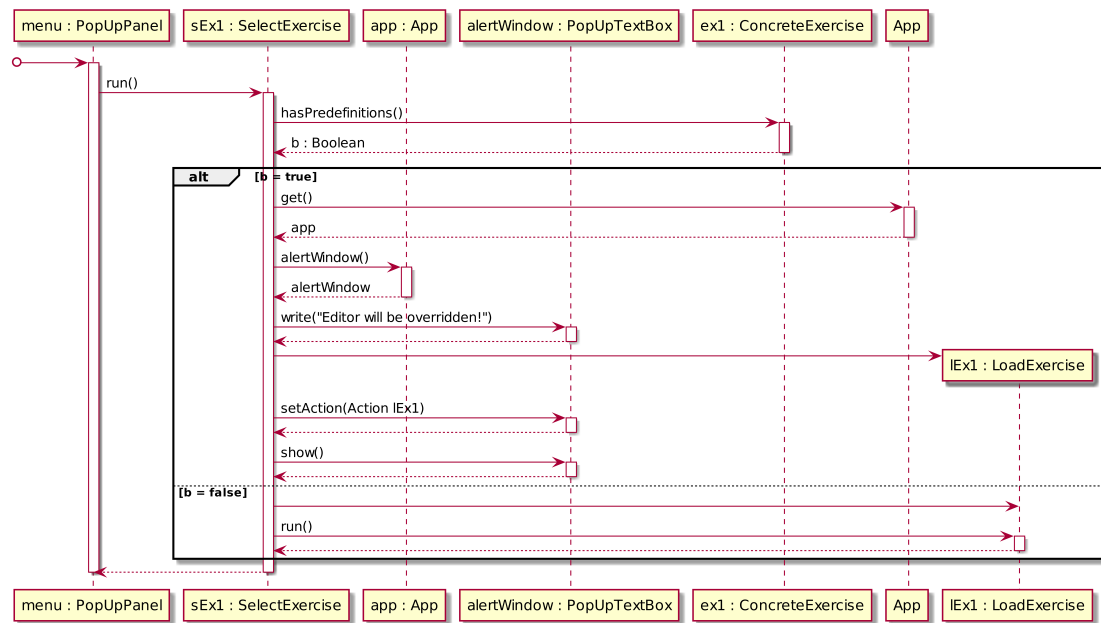 menu : PopUpPanel sEx1 : SelectExercise app : App alertWindow : PopUpTextBox ex1 : ConcreteExercise App
run()
hasPredefinitions()
b : Boolean
alt [b = true]
get()
app
alertWindow()
alertWindow
write("Editor will be overridden!")
lEx1 : LoadExercise
setAction(Action lEx1)
show()
[b = false]
run()
menu : PopUpPanel sEx1 : SelectExercise app : App alertWindow : PopUpTextBox ex1 : ConcreteExercise App lEx1 : LoadExercise